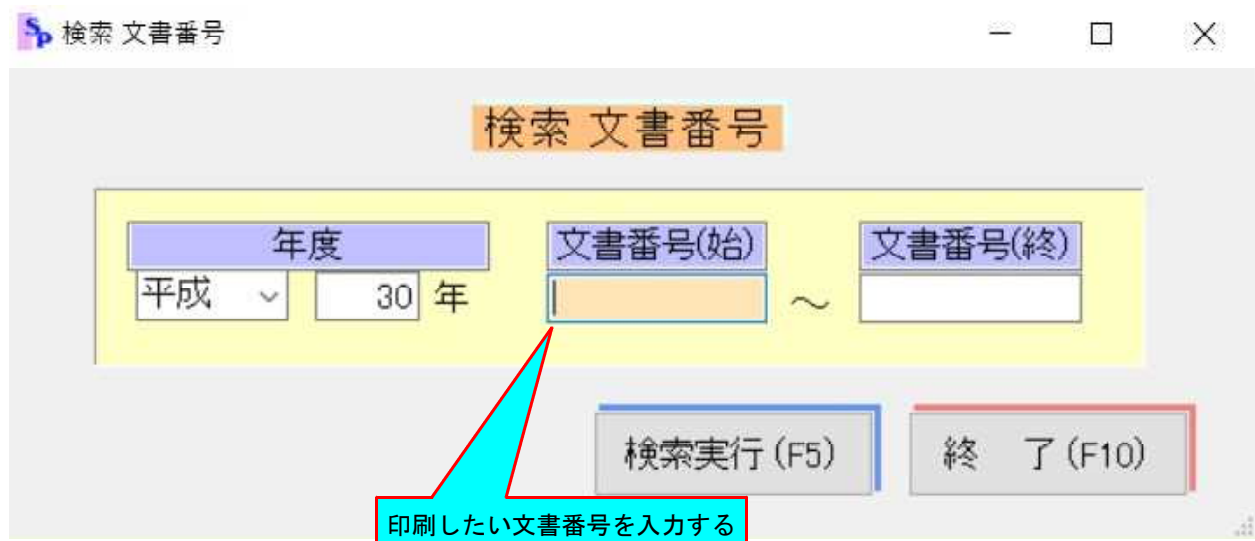 Sp 検索 文書番号
検索 文書番号
年度 文書番号(始) 文書番号(終)
平成 30 年 ～
検索実行(F5) 終 了(F10)
印刷したい文書番号を入力する